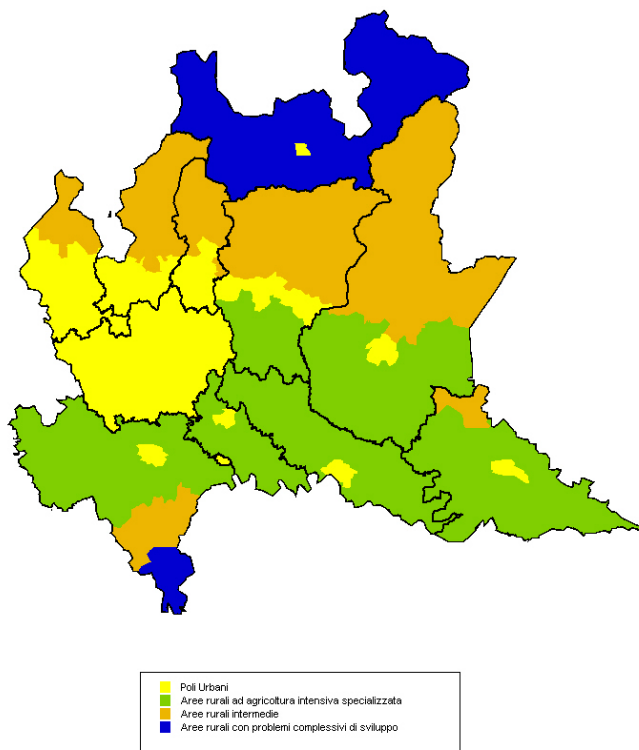 Poli Urbani
Aree rurali ad agricoltura intensiva specializzata
Aree rurali intermedie
Aree rurali con problemi complessivi di sviluppo